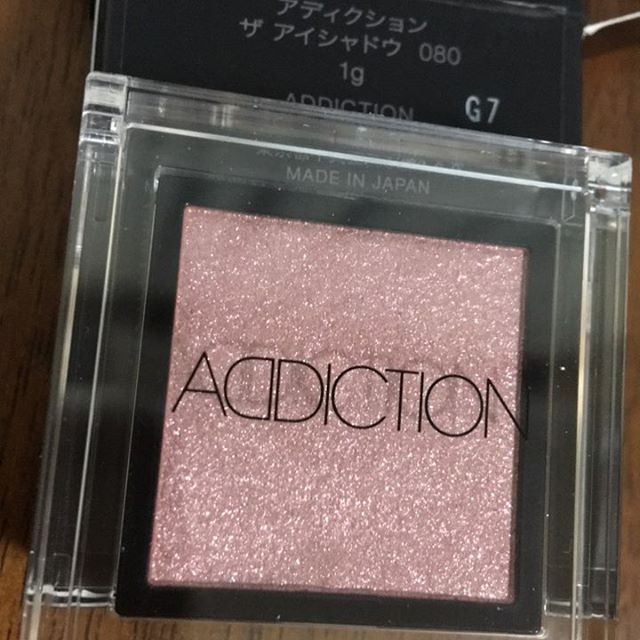 アディクション
ザ アイシャドウ 080
1g
ADDICTION
G7
MADE IN JAPAN
ADDICTION